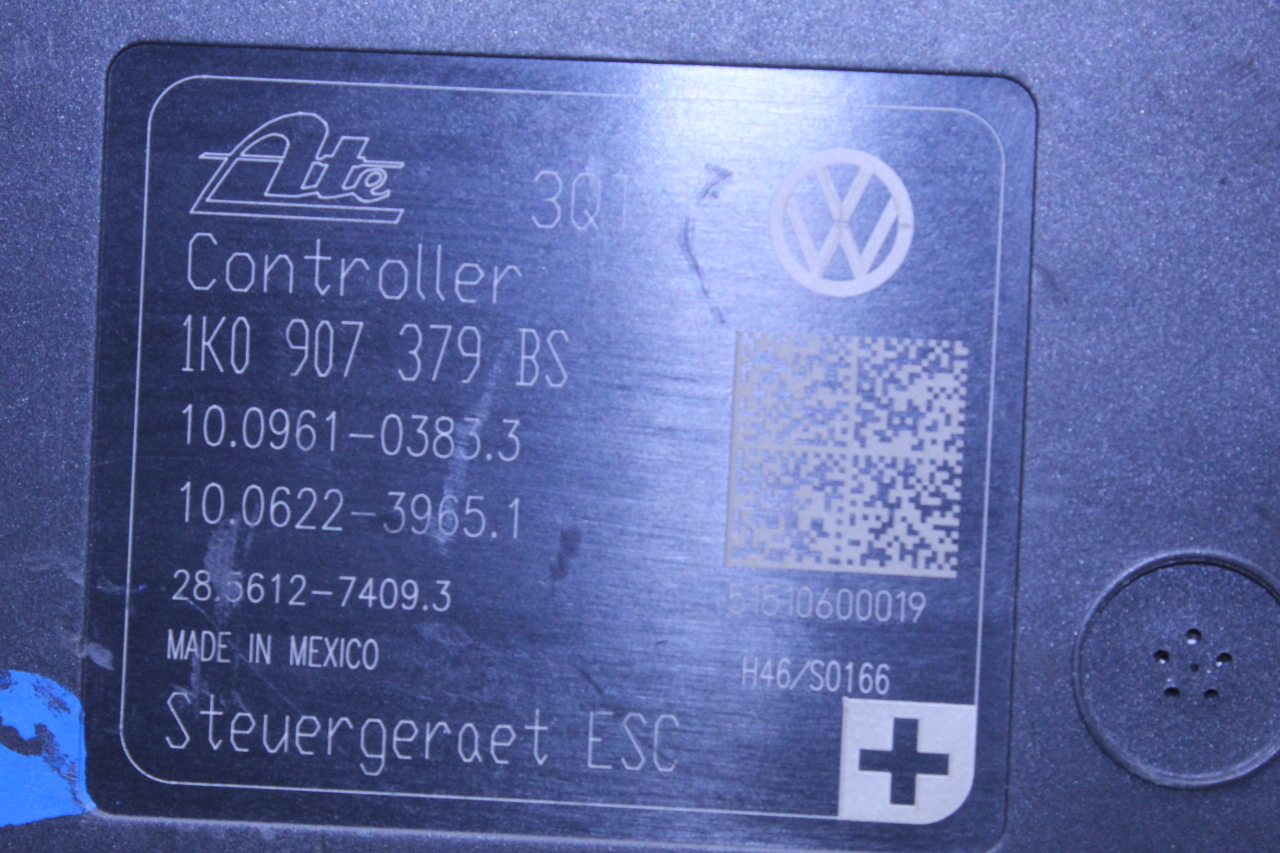 Ate
3QT
Controller
1K0 907 379 BS
10.0961-0383.3
10.0622-3965.1
28.5612-7409.3
51510600019
MADE IN MEXICO
H46/S0166
Steuergeraet ESC